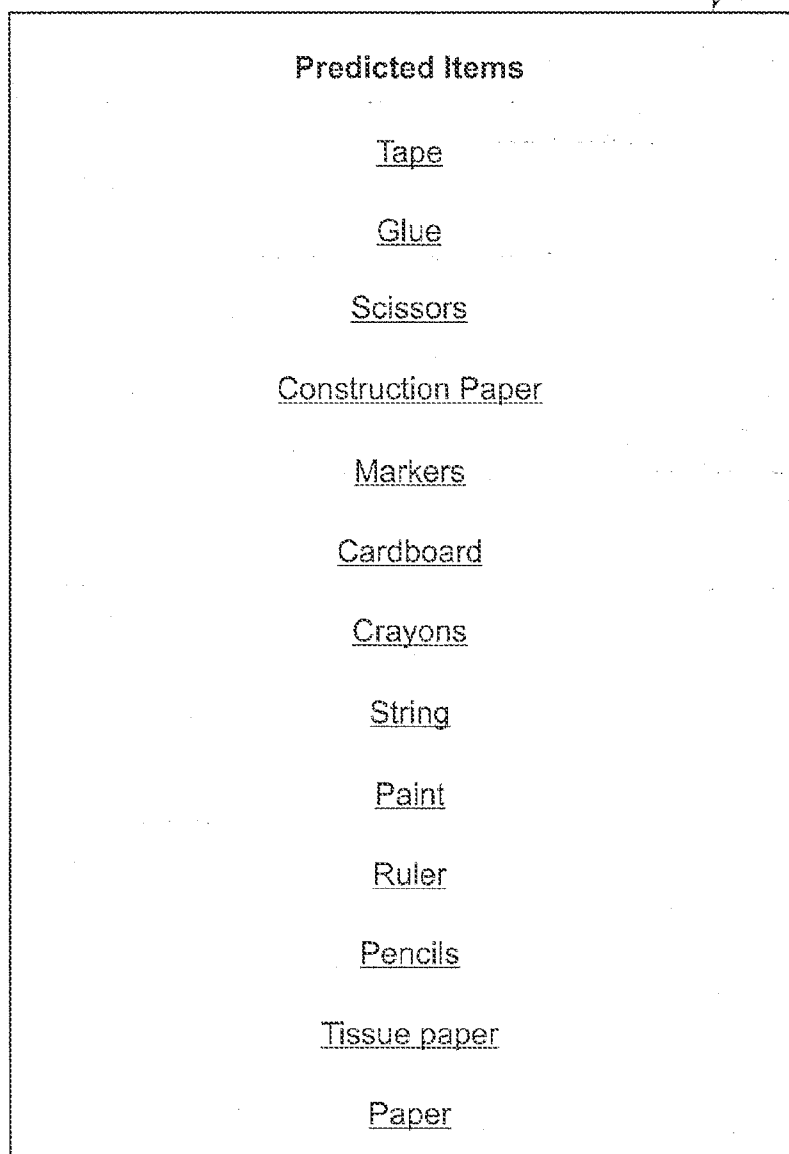 Predicted Items
Tape
Glue
Scissors
Construction Paper
Markers
Cardboard
Crayons
String
Paint
Ruler
Pencils
Tissue paper
Paper